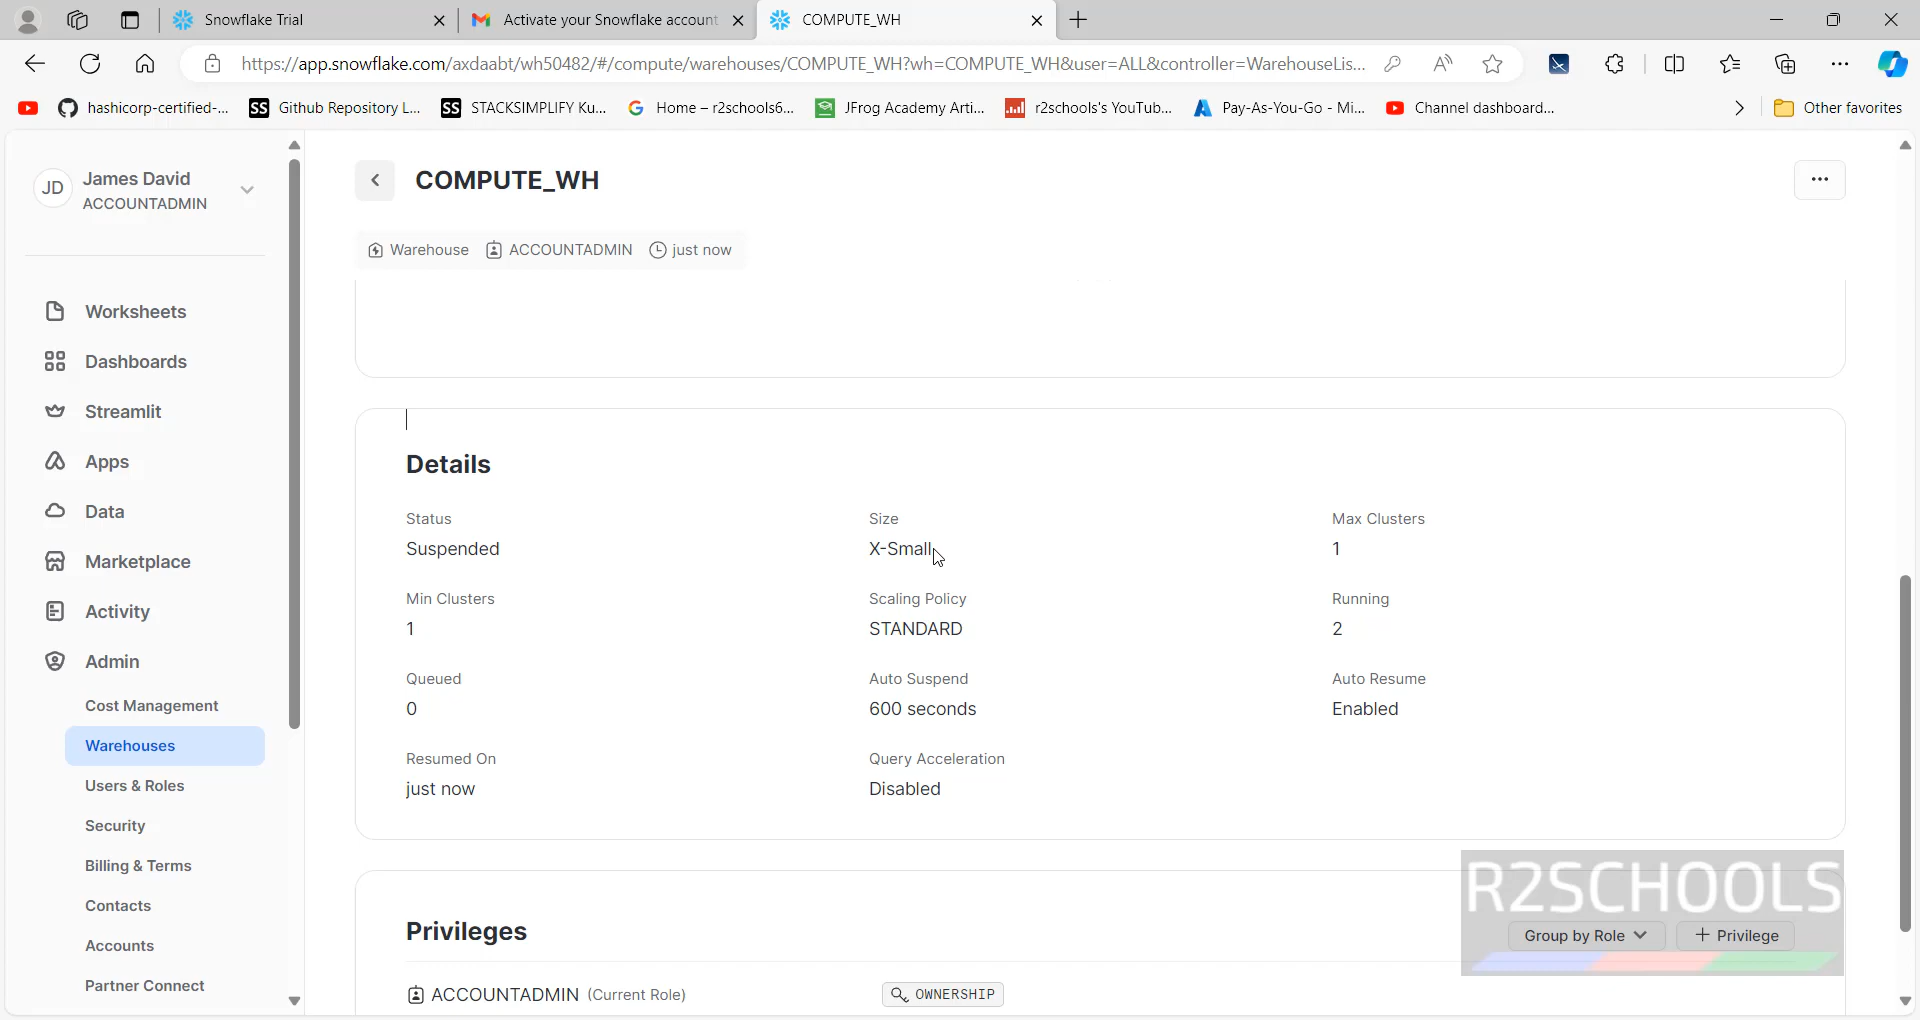 Snowflake Trial
Activate your Snowflake account
COMPUTE_WH
https://app.snowflake.com/axdaabt/wh50482/#/compute/warehouses/COMPUTE_WH?wh=COMPUTE_WH&user=ALL&controller=WarehouseLis...
hashicorp-certified-...
Github Repository L...
STACKSIMPLIFY Ku...
Home – r2schools6...
JFrog Academy Arti...
r2schools's YouTub...
Pay-As-You-Go - Mi...
Channel dashboard...
Other favorites
JD
James David
ACCOUNTADMIN
Worksheets
Dashboards
Streamlit
Apps
Data
Marketplace
Activity
Admin
Cost Management
Warehouses
Users & Roles
Security
Billing & Terms
Contacts
Accounts
Partner Connect
COMPUTE_WH
...
Warehouse ACCOUNTADMIN just now
Details
Status
Suspended
Size
X-Small
Max Clusters
1
Min Clusters
1
Scaling Policy
STANDARD
Running
2
Queued
0
Auto Suspend
600 seconds
Auto Resume
Enabled
Resumed On
just now
Query Acceleration
Disabled
Privileges
R2SCHOOLS
Group by Role
+ Privilege
ACCOUNTADMIN (Current Role)
OWNERSHIP